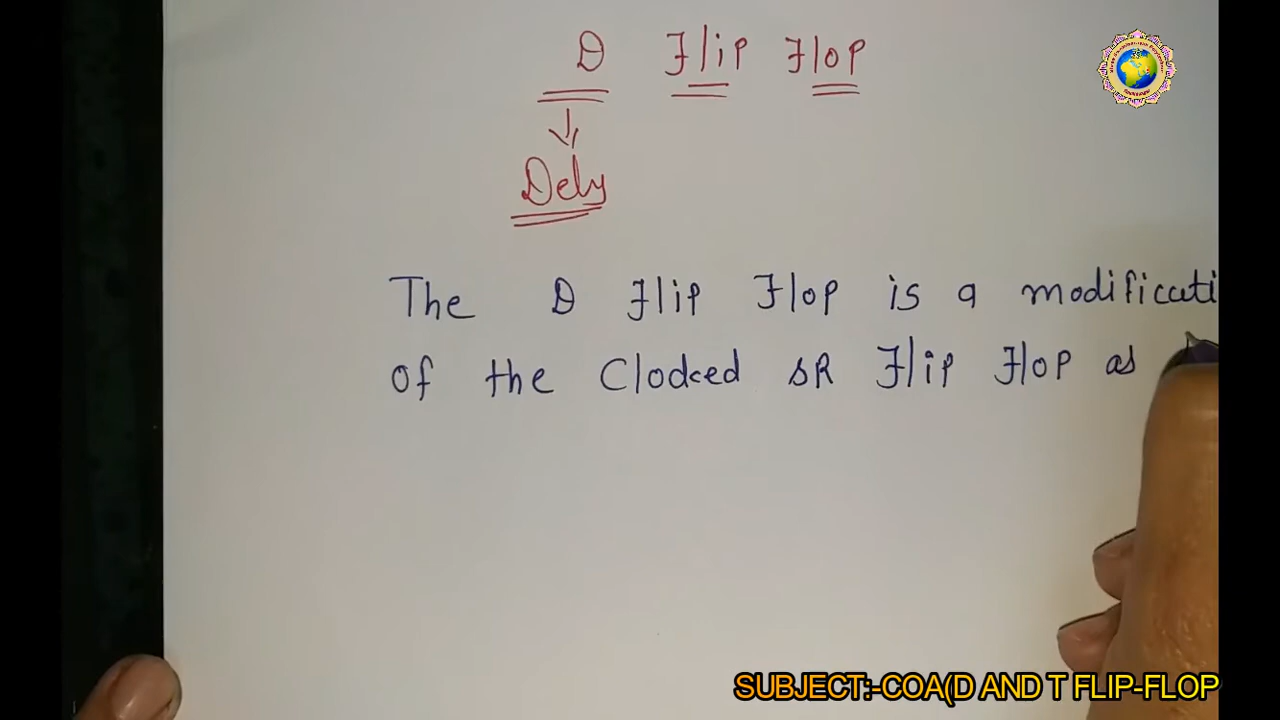 D Flip Flop
Dely
The D Flip Flop is a modificati
of the Clocked SR Flip Flop as
SUBJECT:-COA(D AND T FLIP-FLOP